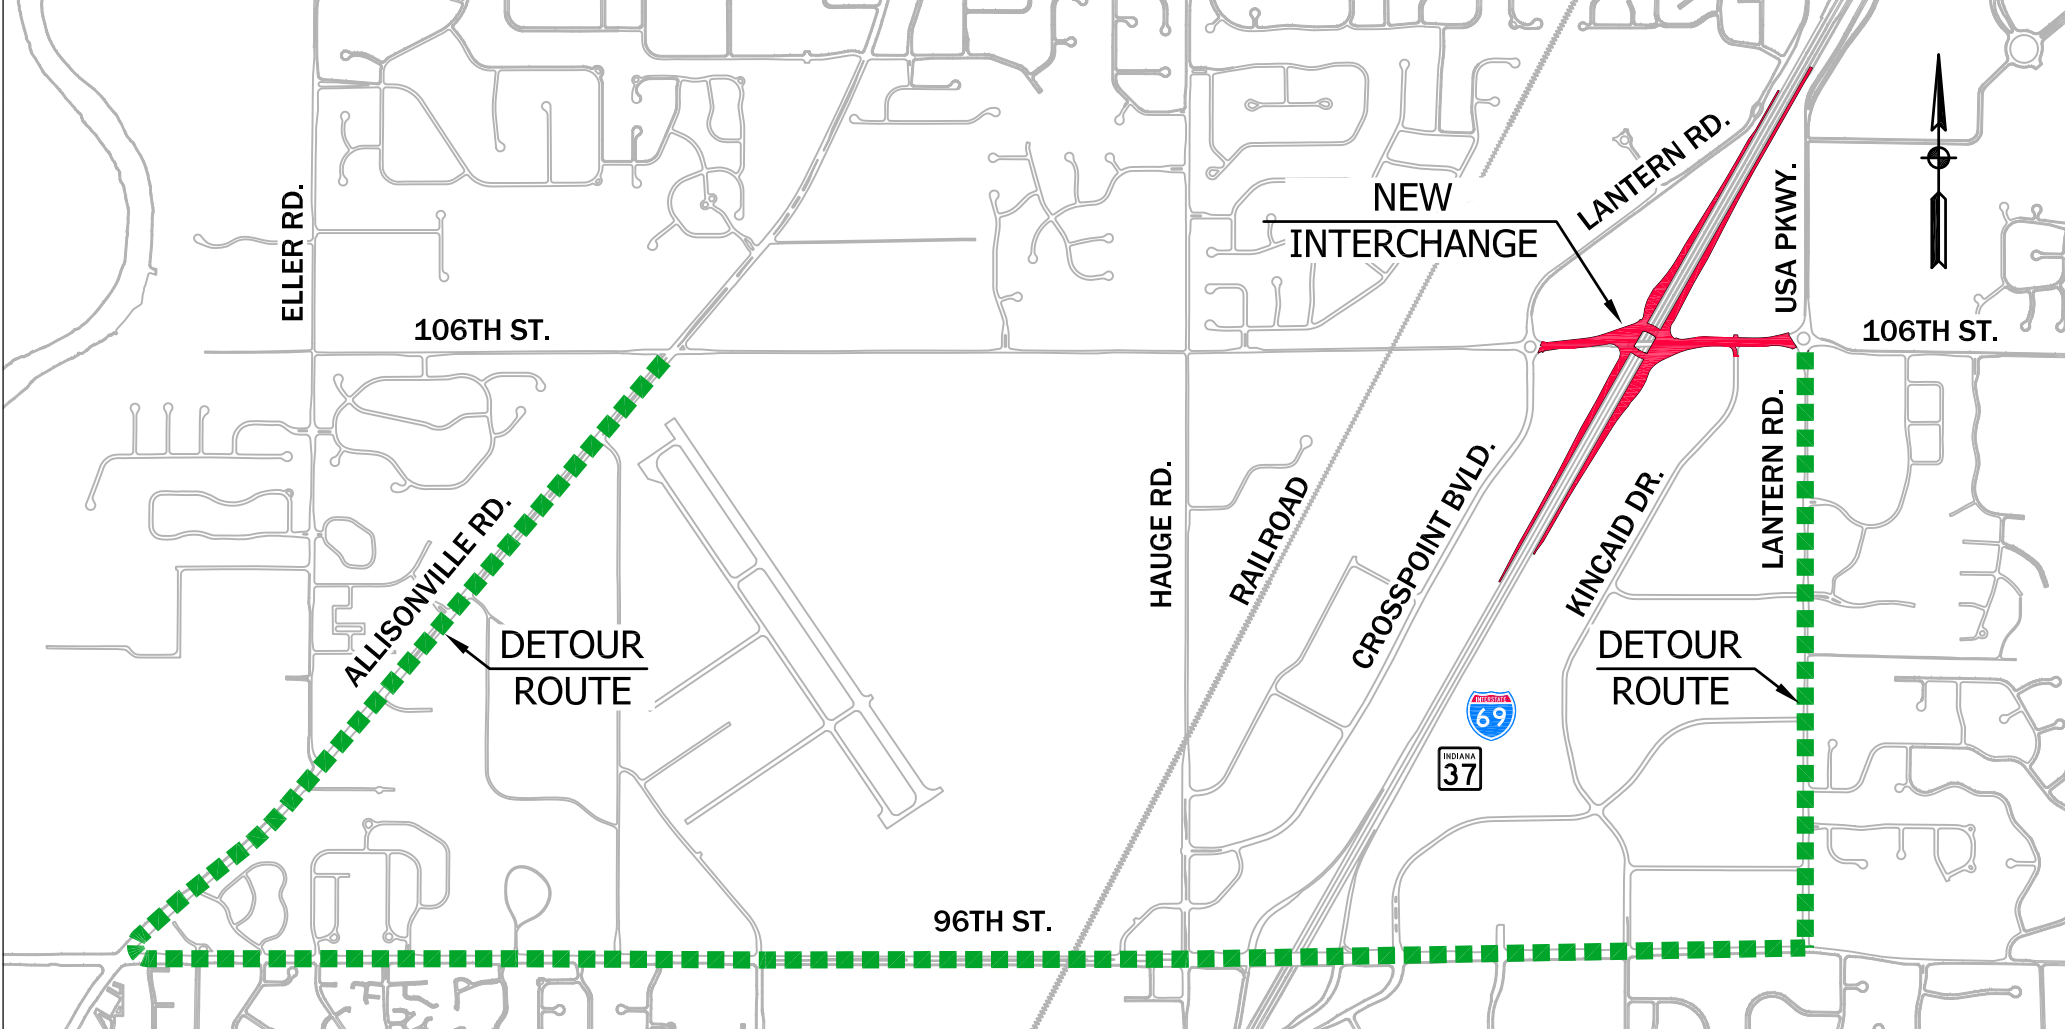 LANTERN RD.
NEW
INTERCHANGE
USA PKWY.
ELLER RD.
106TH ST.
106TH ST.
LANTERN RD.
ALLISONVILLE RD.
HAUGE RD.
RAILROAD
CROSSPOINT BVLD.
KINCAID DR.
DETOUR
ROUTE
DETOUR
ROUTE
INTERSTATE
69
INDIANA
37
96TH ST.